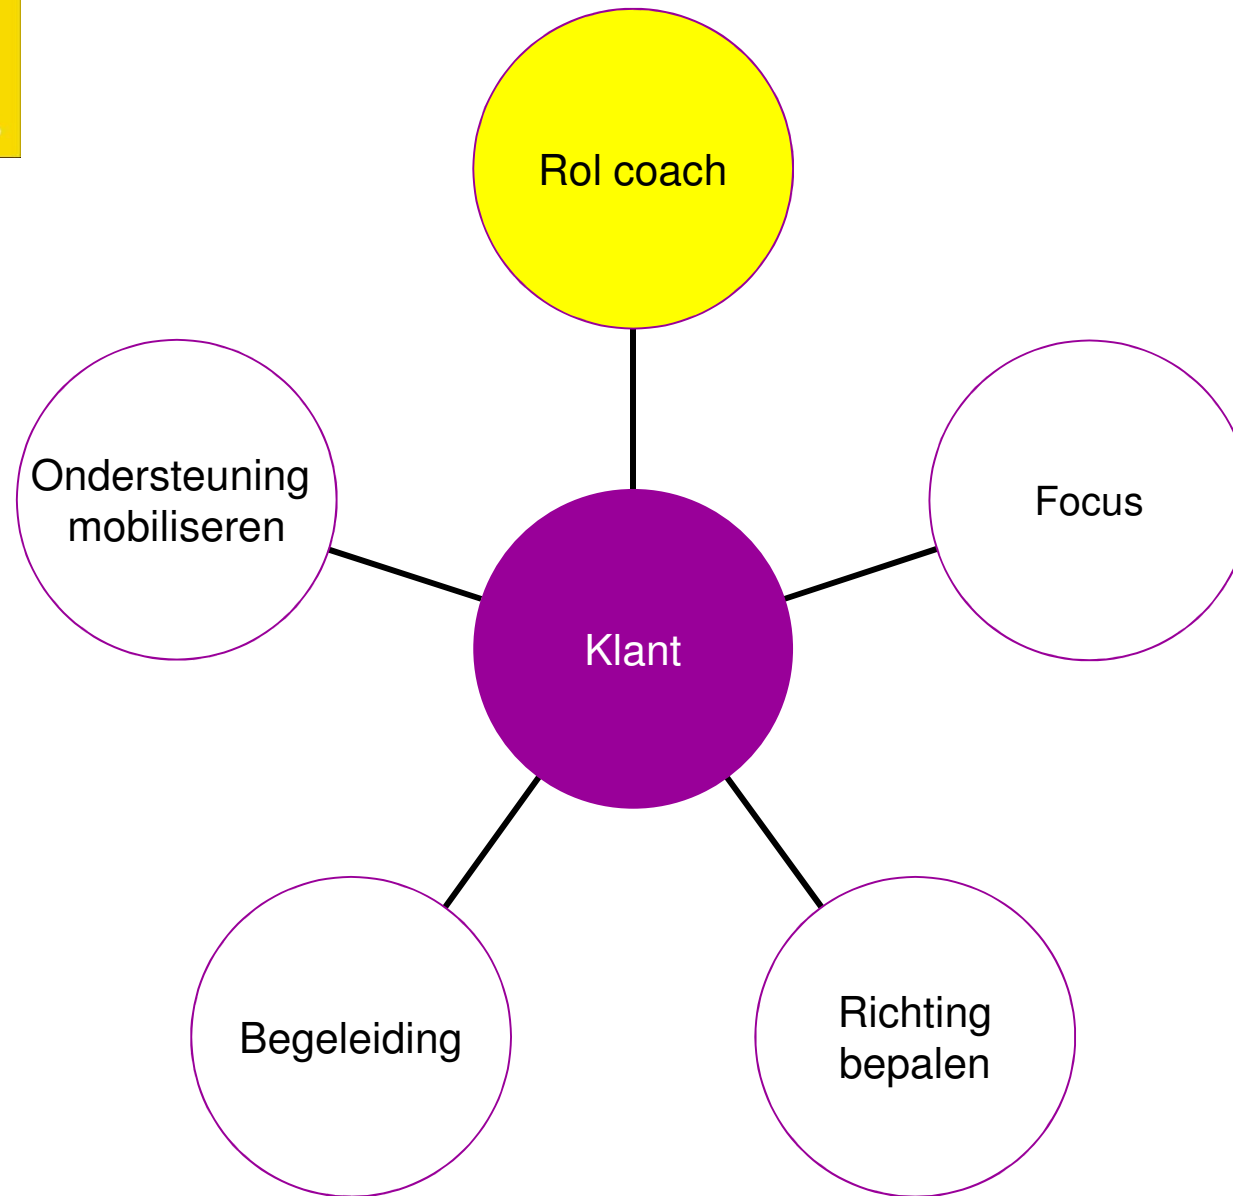 Rol coach
Ondersteuning
mobiliseren
Focus
Klant
Begeleiding
Richting
bepalen